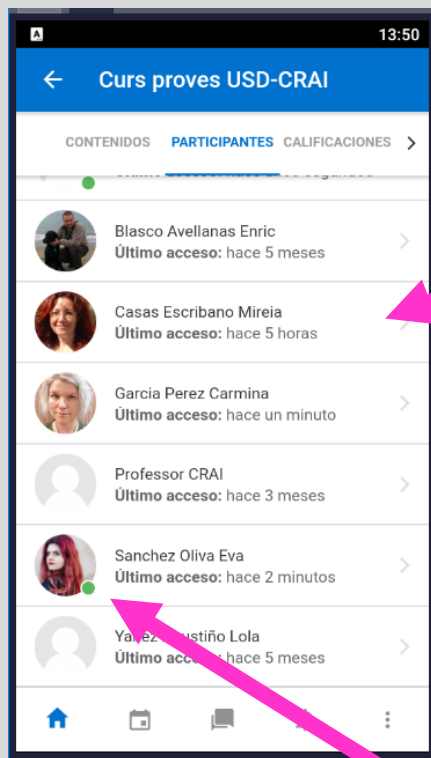 A
13:50
Curs proves USD-CRAI
CONTENIDOS PARTICIPANTES CALIFICACIONES
Blasco Avellanas Enric
Último acceso: hace 5 meses
Casas Escribano Mireia
Último acceso: hace 5 horas
Garcia Perez Carmina
Último acceso: hace un minuto
Professor CRAI
Último acceso: hace 3 meses
Sanchez Oliva Eva
Último acceso: hace 2 minutos
Lola
Último hace 5 meses